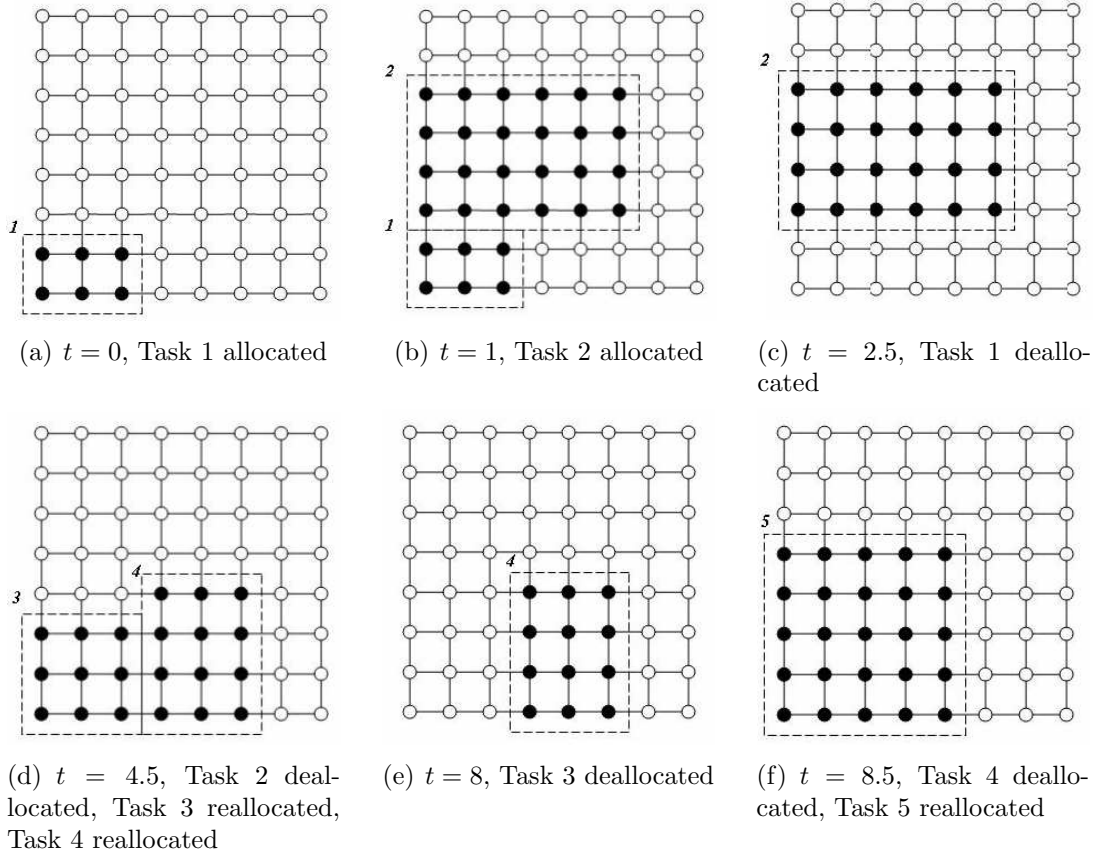 1
(a) t = 0, Task 1 allocated
2
1
(b) t = 1, Task 2 allocated
2
(c) t = 2.5, Task 1 deallo-
cated
3
4
(d) t = 4.5, Task 2 deal-
located, Task 3 reallocated,
Task 4 reallocated
4
(e) t = 8, Task 3 deallocated
5
(f) t = 8.5, Task 4 deallo-
cated, Task 5 reallocated